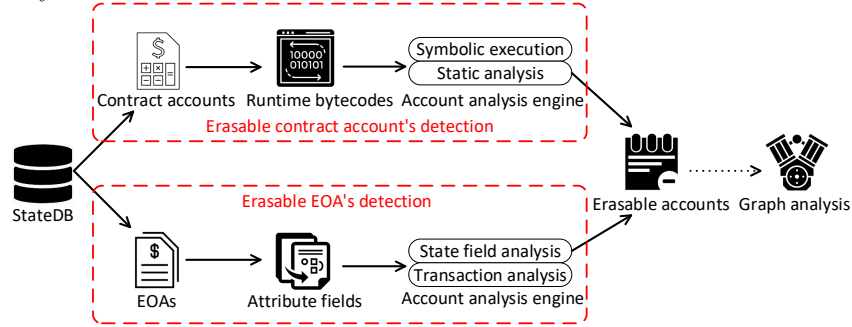 $
10000
010101
Symbolic execution
Static analysis
Contract accounts
Runtime bytecodes
Account analysis engine
Erasable contract account's detection
StateDB
Erasable accounts
Graph analysis
Erasable EOA's detection
$
State field analysis
Transaction analysis
EOAs
Attribute fields
Account analysis engine